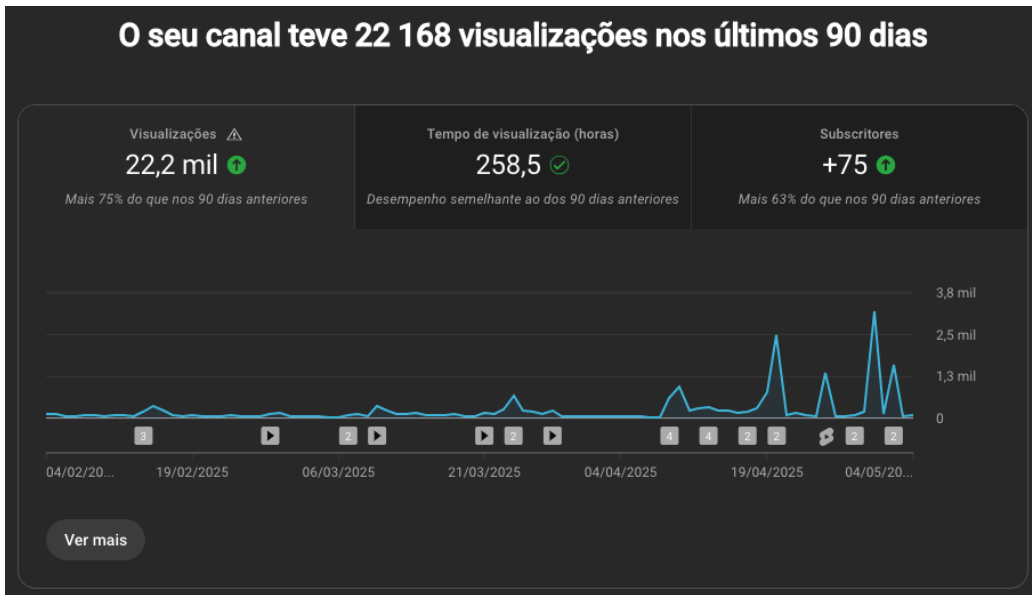 O seu canal teve 22 168 visualizações nos últimos 90 dias
Visualizações
22,2 mil
Mais 75% do que nos 90 dias anteriores
Tempo de visualização (horas)
258,5
Desempenho semelhante ao dos 90 dias anteriores
Subscritores
+75
Mais 63% do que nos 90 dias anteriores
3,8 mil
2,5 mil
1,3 mil
0
3 2 2 4 4 2 2 2 2
04/02/20... 19/02/2025 06/03/2025 21/03/2025 04/04/2025 19/04/2025 04/05/20...
Ver mais